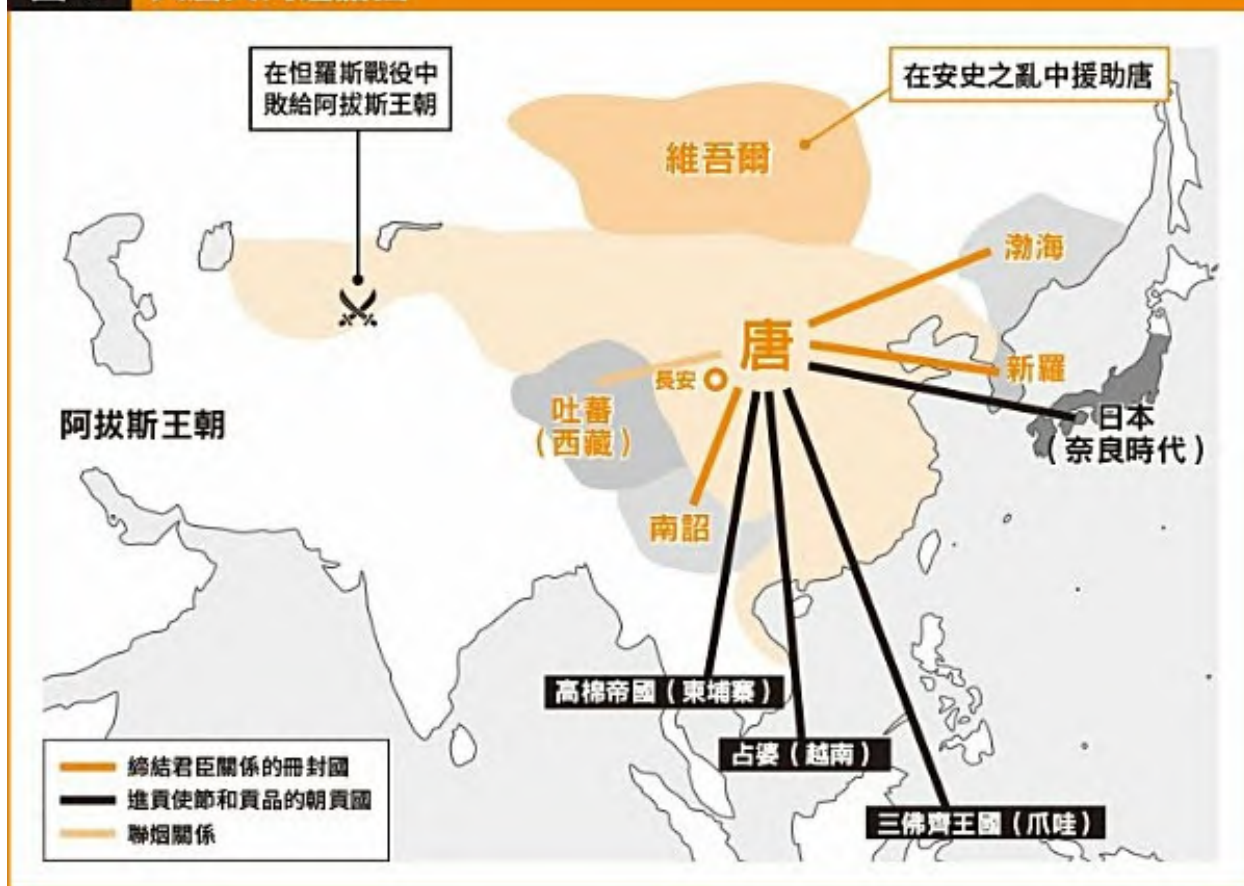 在怛羅斯戰役中
敗給阿拔斯王朝
在安史之亂中援助唐
維吾爾
渤海
唐
長安
新羅
吐蕃
（西藏）
阿拔斯王朝
日本
（奈良時代）
南詔
高棉帝國（柬埔寨）
占婆（越南）
三佛齊王國（爪哇）
締結君臣關係的冊封國
進貢使節和貢品的朝貢國
聯姻關係